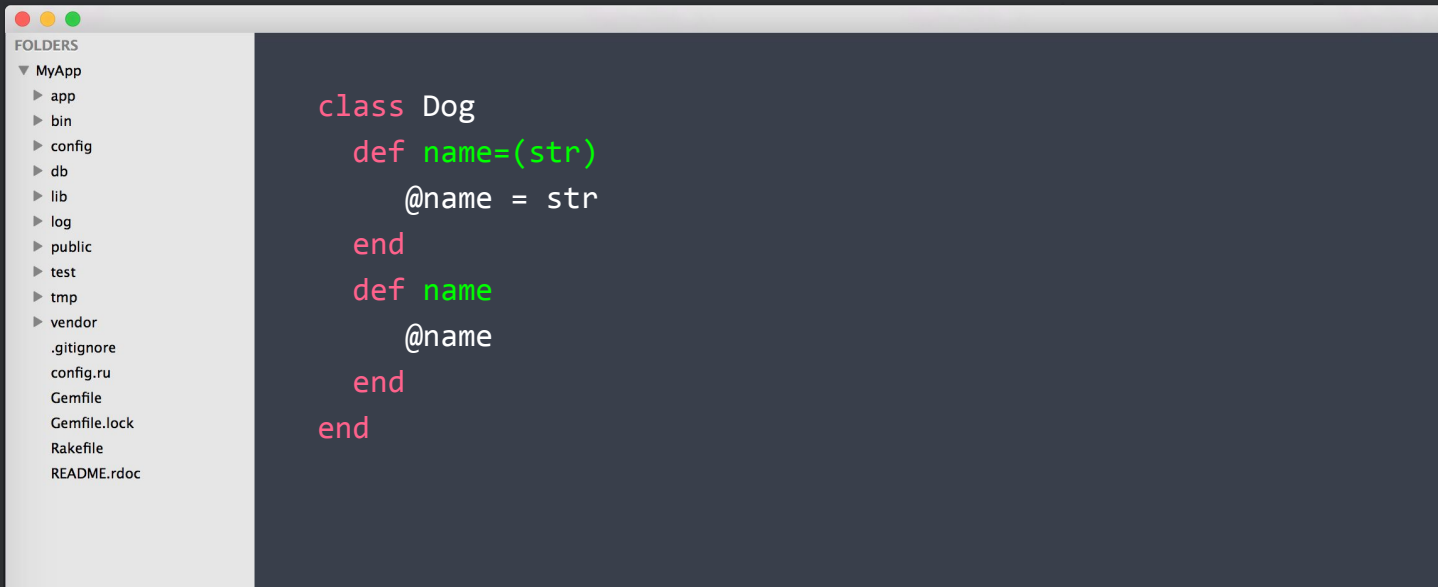 FOLDERS
MyApp
app
bin
config
db
lib
log
public
test
tmp
vendor
.gitignore
config.ru
Gemfile
Gemfile.lock
Rakefile
README.rdoc
class Dog
def name=(str)
@name = str
end
def name
@name
end
end